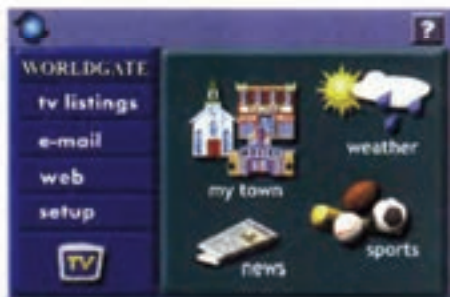 ?
WORLDGATE
tv listings
e-mail
web
setup
TV
my town
weather
news
sports